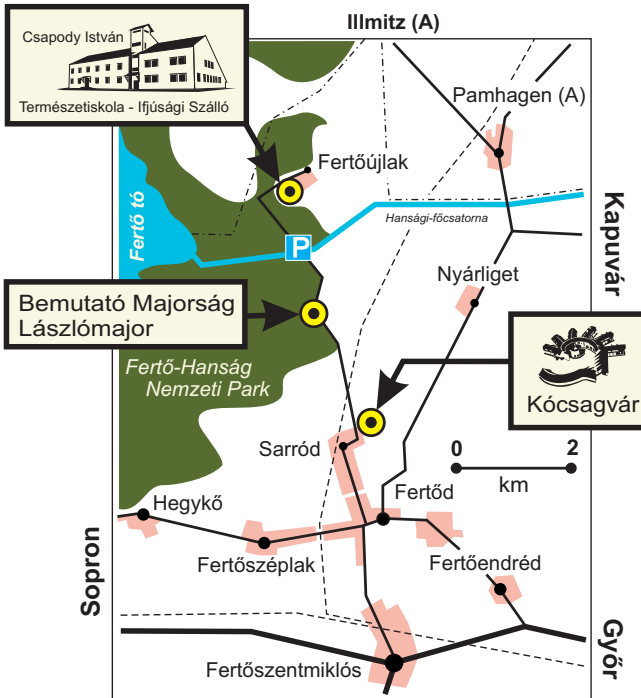 Illmitz (A)
Csapody István
Természetiskola - Ifjúsági Szálló
Pamhagen (A)
Fertőújlak
Fertő tó
Hansági-főcsatorna
Kapuvár
P
Nyárliget
Bemutató Majorság
Lászlómajor
Fertő-Hanság
Nemzeti Park
Kócsagvár
Sarród
0 2
km
Hegykő
Fertőd
Fertőszéplak
Fertőendréd
Sopron
Győr
Fertőszentmiklós